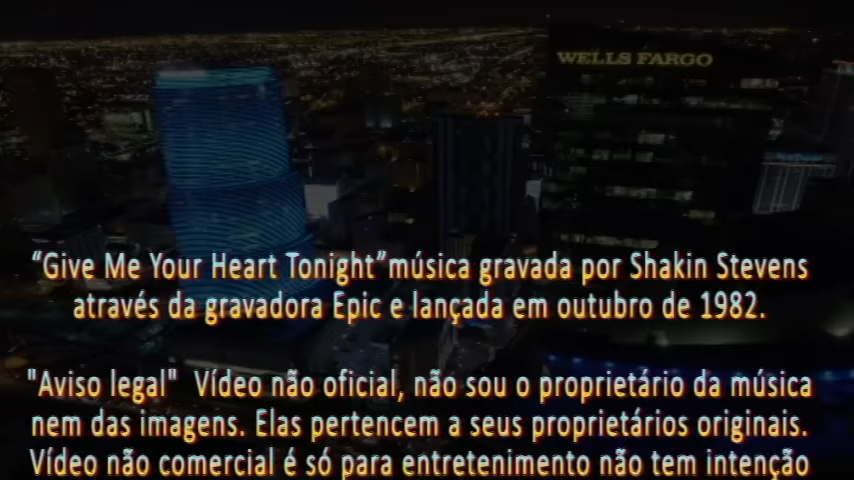 WELLS FARGO
“Give Me Your Heart Tonight”música gravada por Shakin Stevens
através da gravadora Epic e lançada em outubro de 1982.
"Aviso legal"  Vídeo não oficial, não sou o proprietário da música
nem das imagens. Elas pertencem a seus proprietários originais.
Vídeo não comercial é só para entretenimento não tem intenção